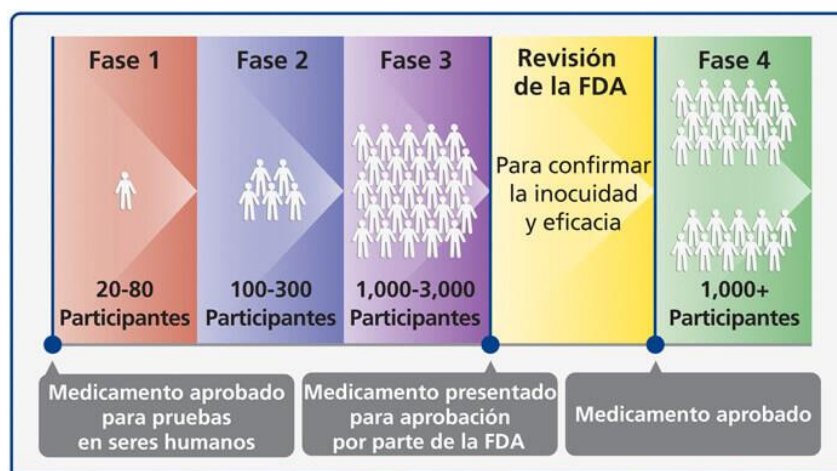 Fase 1
20-80
Participantes
Fase 2
100-300
Participantes
Fase 3
1,000-3,000
Participantes
Revisión
de la FDA
Para confirmar
la inocuidad
y eficacia
Fase 4
1,000+
Participantes
Medicamento aprobado
para pruebas
en seres humanos
Medicamento presentado
para aprobación
por parte de la FDA
Medicamento aprobado